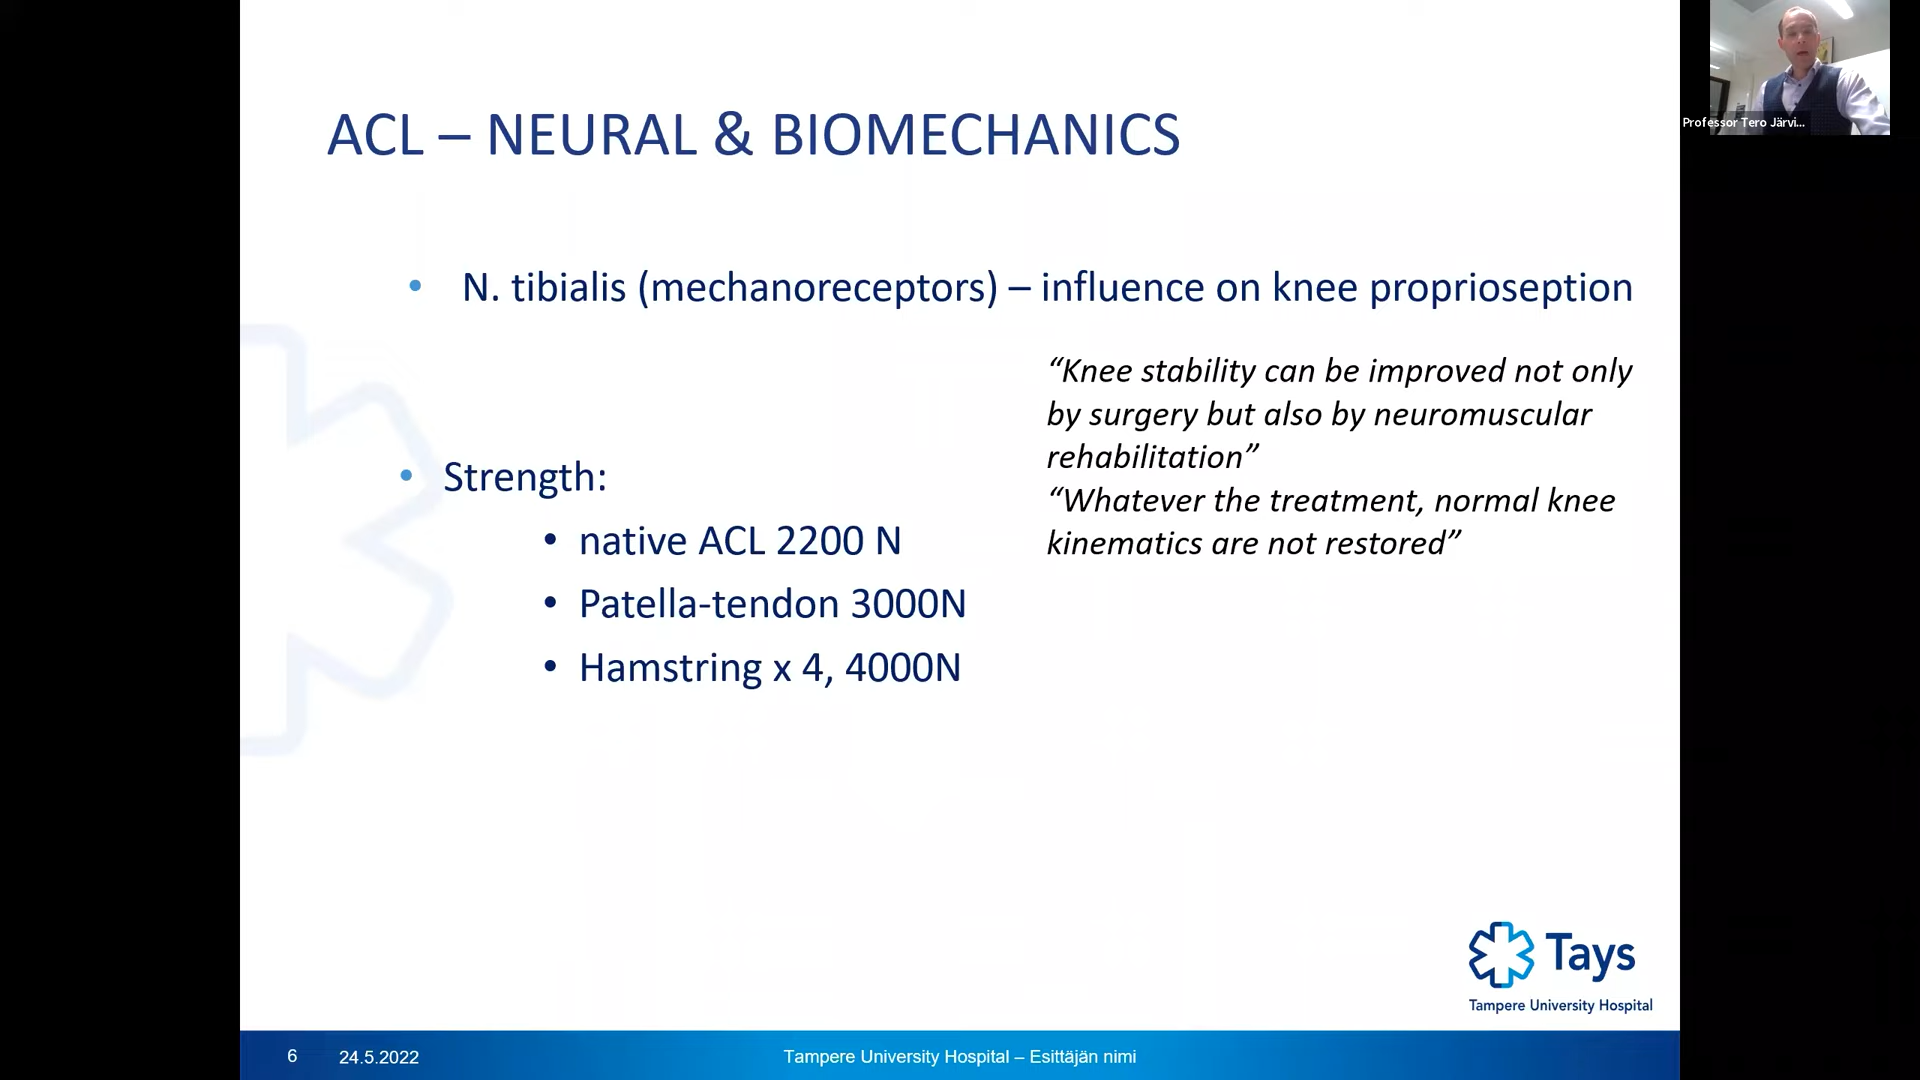 ACL – NEURAL & BIOMECHANICS
• N. tibialis (mechanoreceptors) – influence on knee proprioseption
“Knee stability can be improved not only
by surgery but also by neuromuscular
rehabilitation”
“Whatever the treatment, normal knee
kinematics are not restored”
• Strength:
• native ACL 2200 N
• Patella-tendon 3000N
• Hamstring x 4, 4000N
Tays
Tampere University Hospital
6
24.5.2022
Tampere University Hospital – Esittäjän nimi
Professor Tero Järvi...